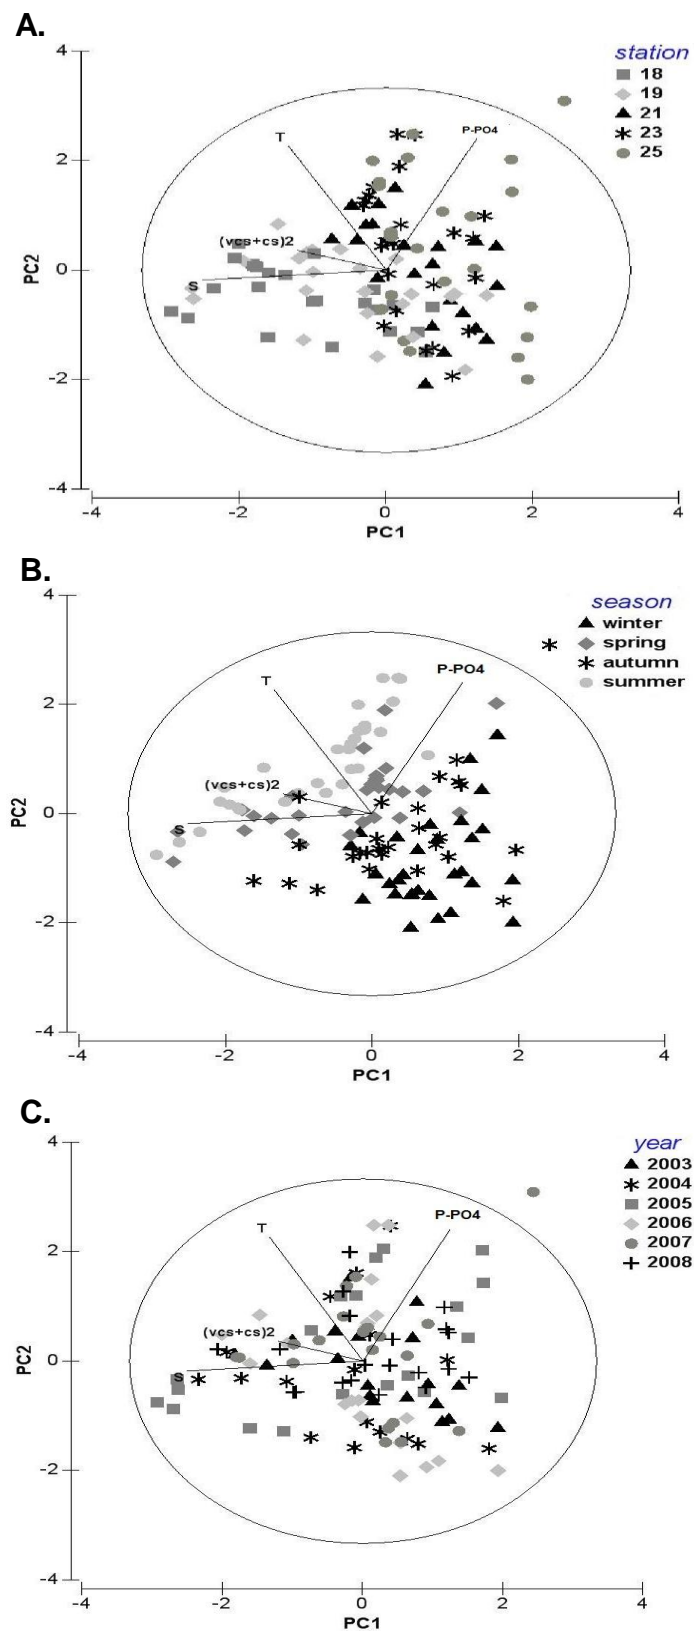 A.
station
18
19
21
23
25
4
2
0
-2
-4
PC2
T
P-PO4
(vcs+cs)2
S
-4
-2
0
2
4
PC1
B.
season
winter
spring
autumn
summer
4
2
0
-2
-4
PC2
T
P-PO4
(vcs+cs)2
S
-4
-2
0
2
4
PC1
C.
year
2003
2004
2005
2006
2007
2008
4
2
0
-2
-4
PC2
T
P-PO4
(vcs+cs)2
S
-4
-2
0
2
4
PC1